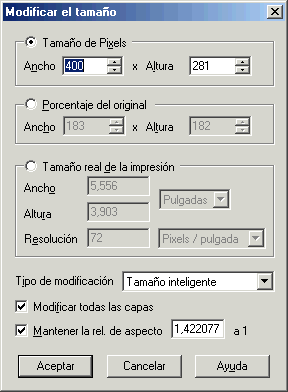 Modificar el tamaño
Tamaño de Pixels
Ancho 400 x Altura 281
Porcentaje del original
Ancho 183 x Altura 182
Tamaño real de la impresión
Ancho 5,556 Pulgadas
Altura 3,903
Resolución 72 Pixels / pulgada
Tipo de modificación Tamaño inteligente
Modificar todas las capas
Mantener la rel. de aspecto 1,422077 a 1
Aceptar Cancelar Ayuda